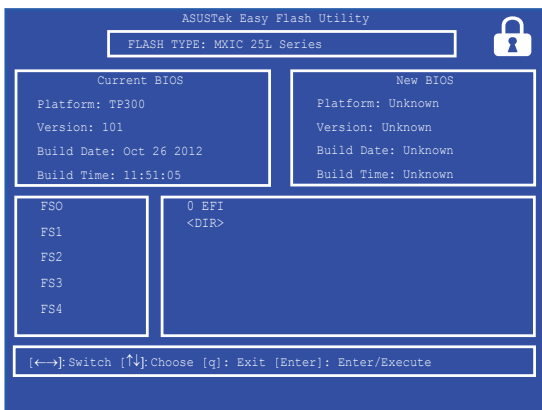 ASUSTek Easy Flash Utility
FLASH TYPE: MXIC 25L Series
Current BIOS
Platform: TP300
Version: 101
Build Date: Oct 26 2012
Build Time: 11:51:05
New BIOS
Platform: Unknown
Version: Unknown
Build Date: Unknown
Build Time: Unknown
FSO
FS1
FS2
FS3
FS4
0 EFI
<DIR>
[←→]: Switch [↑↓]: Choose [q]: Exit [Enter]: Enter/Execute